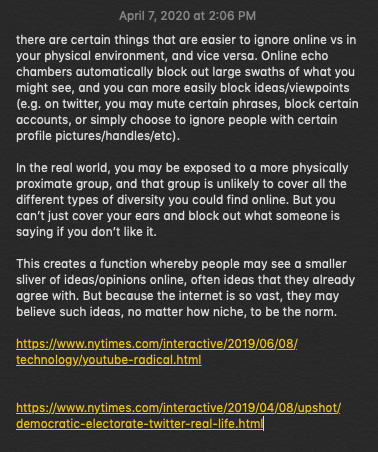 April 7, 2020 at 2:06 PM
there are certain things that are easier to ignore online vs in
your physical environment, and vice versa. Online echo
chambers automatically block out large swaths of what you
might see, and you can more easily block ideas/viewpoints
(e.g. on twitter, you may mute certain phrases, block certain
accounts, or simply choose to ignore people with certain
profile pictures/handles/etc).
In the real world, you may be exposed to a more physically
proximate group, and that group is unlikely to cover all the
different types of diversity you could find online. But you
can’t just cover your ears and block out what someone is
saying if you don’t like it.
This creates a function whereby people may see a smaller
sliver of ideas/opinions online, often ideas that they already
agree with. But because the internet is so vast, they may
believe such ideas, no matter how niche, to be the norm.
https://www.nytimes.com/interactive/2019/06/08/
technology/youtube-radical.html
https://www.nytimes.com/interactive/2019/04/08/upshot/
democratic-electorate-twitter-real-life.html